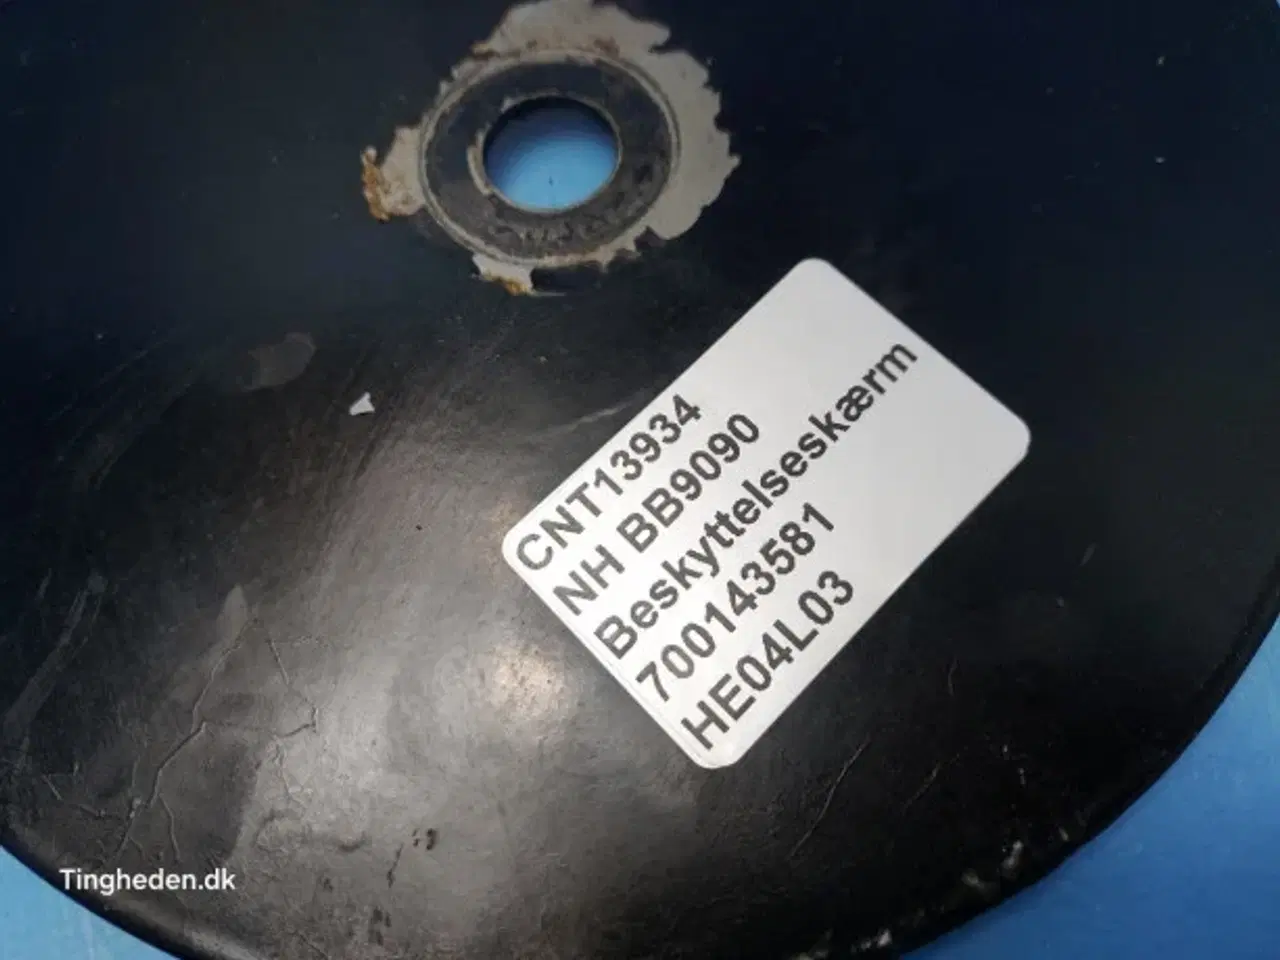 CNT13934
NH BB9090
Beskyttelseskærm
700143581
HE04L03
Tingheden.dk